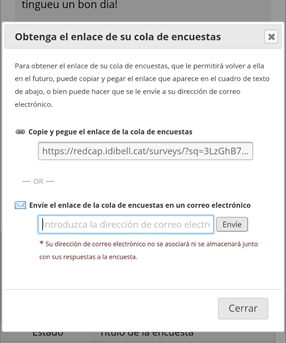 tingueu un bon dia!
Obtenga el enlace de su cola de encuestas
Para obtener el enlace de su cola de encuestas, que le permitirá volver a ella
en el futuro, puede copiar y pegar el enlace que aparece en el cuadro de texto
de abajo, o bien puede hacer que se le envíe a su dirección de correo
electrónico.
Copie y pegue el enlace de la cola de encuestas
https://redcap.idibell.cat/surveys/?sq=3LzGhB7...
— OR —
Envíe el enlace de la cola de encuestas en un correo electrónico
Introduzca la dirección de correo electr
Envíe
* Su dirección de correo electrónico no se asociará ni se almacenará junto
con sus respuestas a la encuesta.
Cerrar
Estado Título de la encuesta